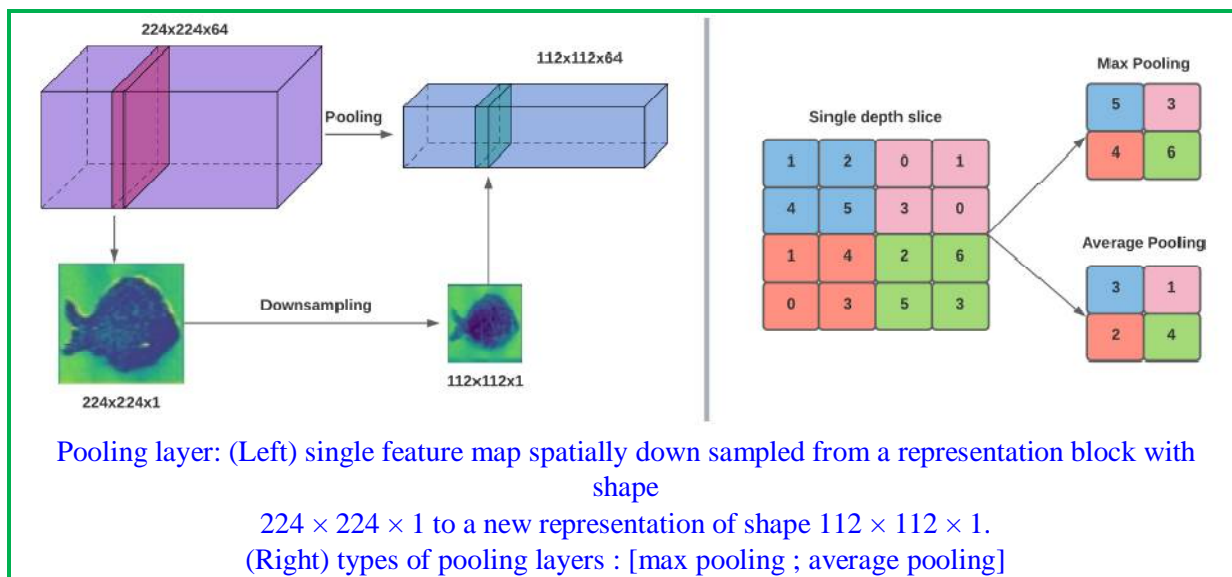 224x224x64
112x112x64
Pooling
Downsampling
224x224x1
112x112x1
Single depth slice
1 2 0 1
4 5 3 0
1 4 2 6
0 3 5 3
Max Pooling
5 3
4 6
Average Pooling
3 1
2 4
Pooling layer: (Left) single feature map spatially down sampled from a representation block with
shape
224 × 224 × 1 to a new representation of shape 112 × 112 × 1.
(Right) types of pooling layers : [max pooling ; average pooling]